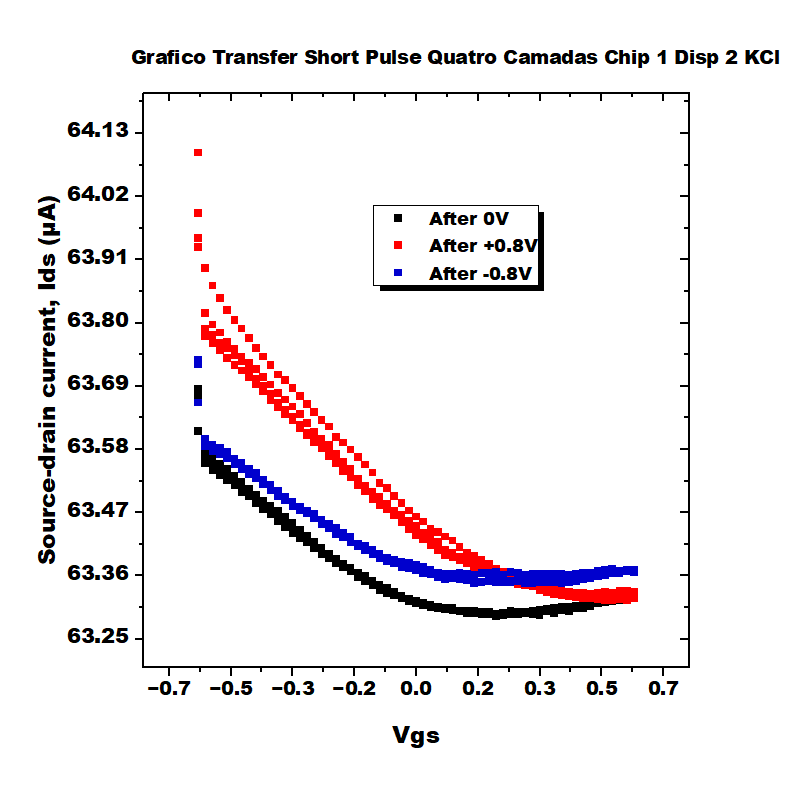 Grafico Transfer Short Pulse Quatro Camadas Chip 1 Disp 2 KCl
64.13
64.02
63.91
63.80
63.69
63.58
63.47
63.36
63.25
Source-drain current, Ids (µA)
After 0V
After +0.8V
After -0.8V
−0.7 −0.5 −0.3 −0.2 0.0 0.2 0.3 0.5 0.7
Vgs